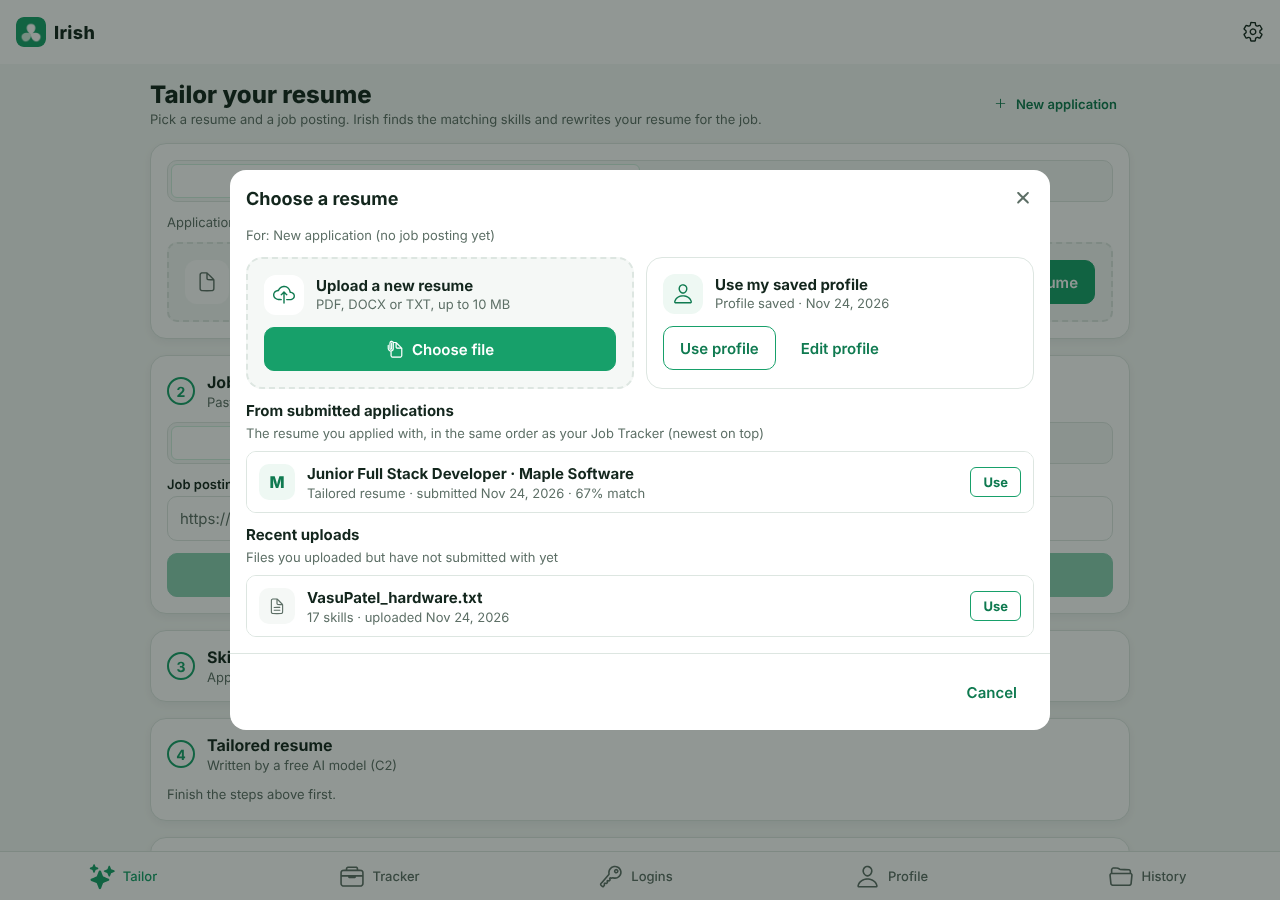 Irish
Tailor your resume
Pick a resume and a job posting. Irish finds the matching skills and rewrites your resume for the job.
+ New application
Choose a resume
For: New application (no job posting yet)
Upload a new resume
PDF, DOCX or TXT, up to 10 MB
Choose file
Use my saved profile
Profile saved · Nov 24, 2026
Use profile
Edit profile
From submitted applications
The resume you applied with, in the same order as your Job Tracker (newest on top)
M
Junior Full Stack Developer · Maple Software
Tailored resume · submitted Nov 24, 2026 · 67% match
Use
Recent uploads
Files you uploaded but have not submitted with yet
VasuPatel_hardware.txt
17 skills · uploaded Nov 24, 2026
Use
Cancel
2
https://
3
4
Tailored resume
Written by a free AI model (C2)
Finish the steps above first.
Tailor
Tracker
Logins
Profile
History